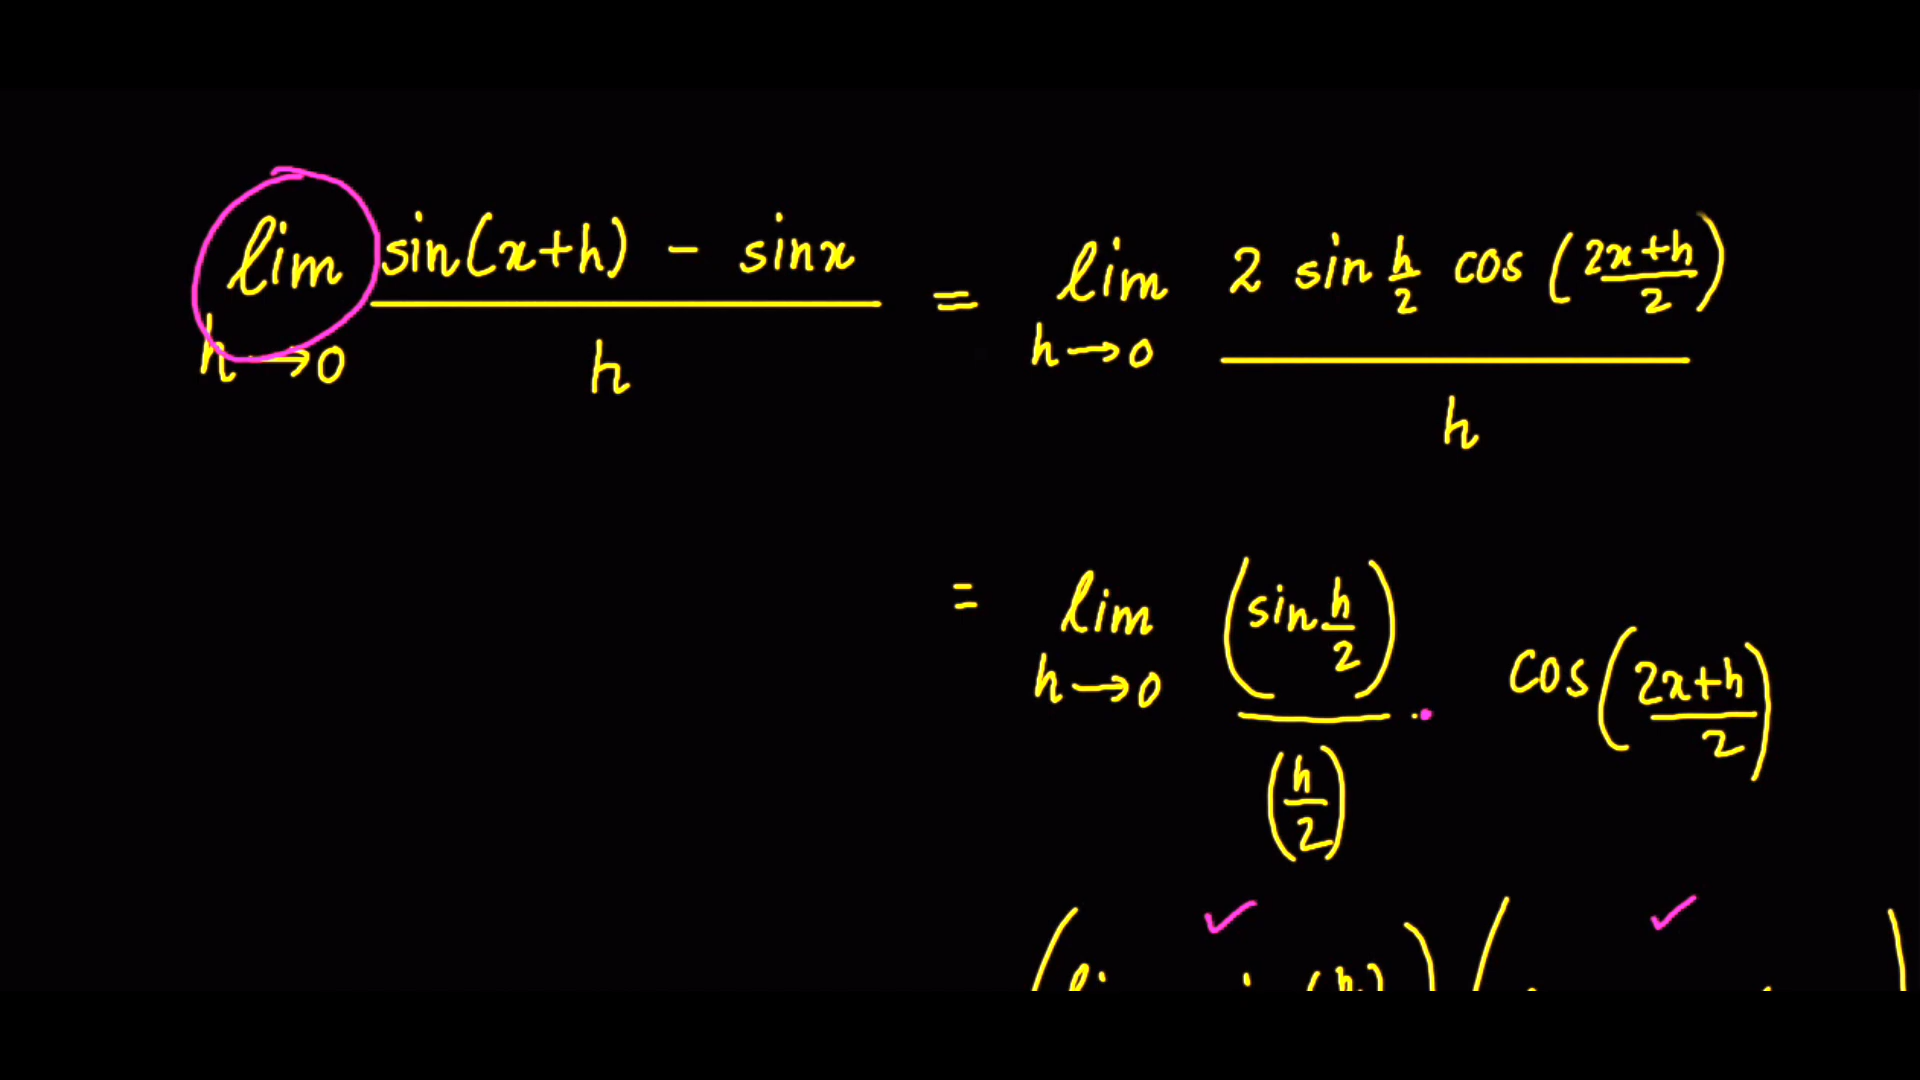 lim h→0 (sin(x+h) - sinx)/h = lim h→0 (2 sin h/2 cos((2x+h)/2))/h
= lim h→0 (sin h/2)/(h/2) · cos((2x+h)/2)